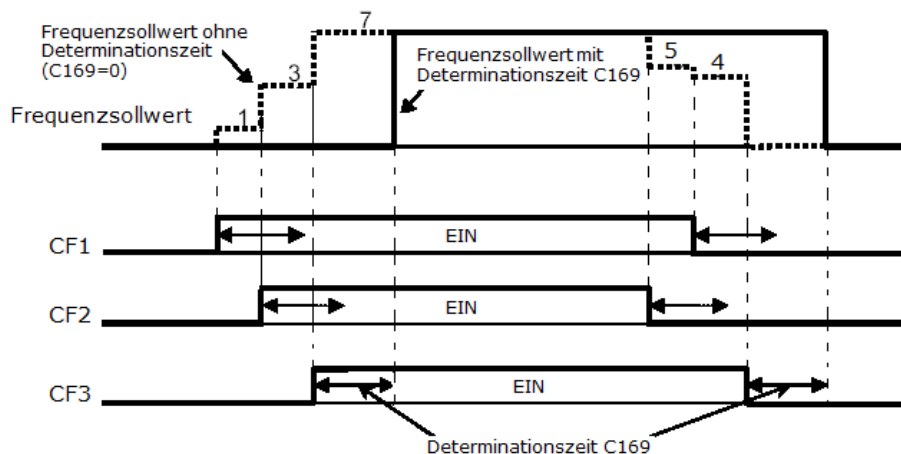 Frequenzsollwert ohne
Determinationszeit
(C169=0)
7
3
1
Frequenzsollwert mit
Determinationszeit C169
5
4
Frequenzsollwert
CF1
EIN
CF2
EIN
CF3
EIN
Determinationszeit C169